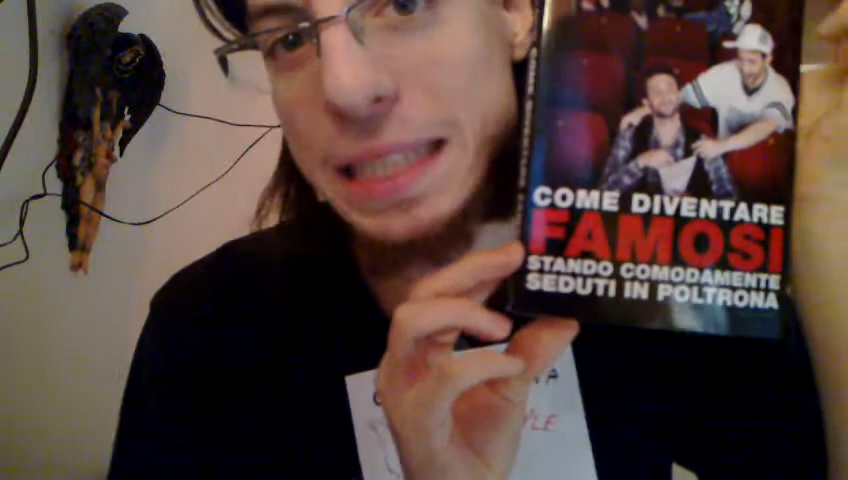 COME DIVENTARE
FAMOSI
STANDO COMODAMENTE
SEDUTI IN POLTRONA